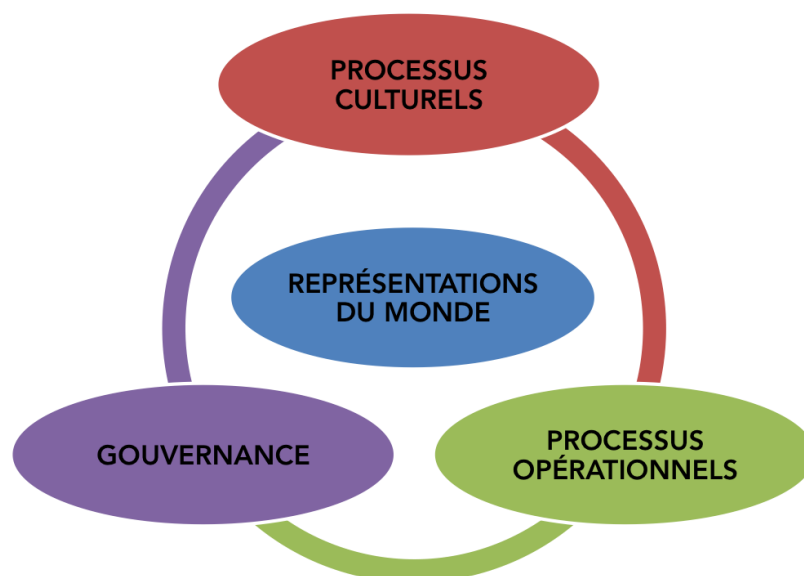 PROCESSUS
CULTURELS
REPRÉSENTATIONS
DU MONDE
GOUVERNANCE
PROCESSUS
OPÉRATIONNELS